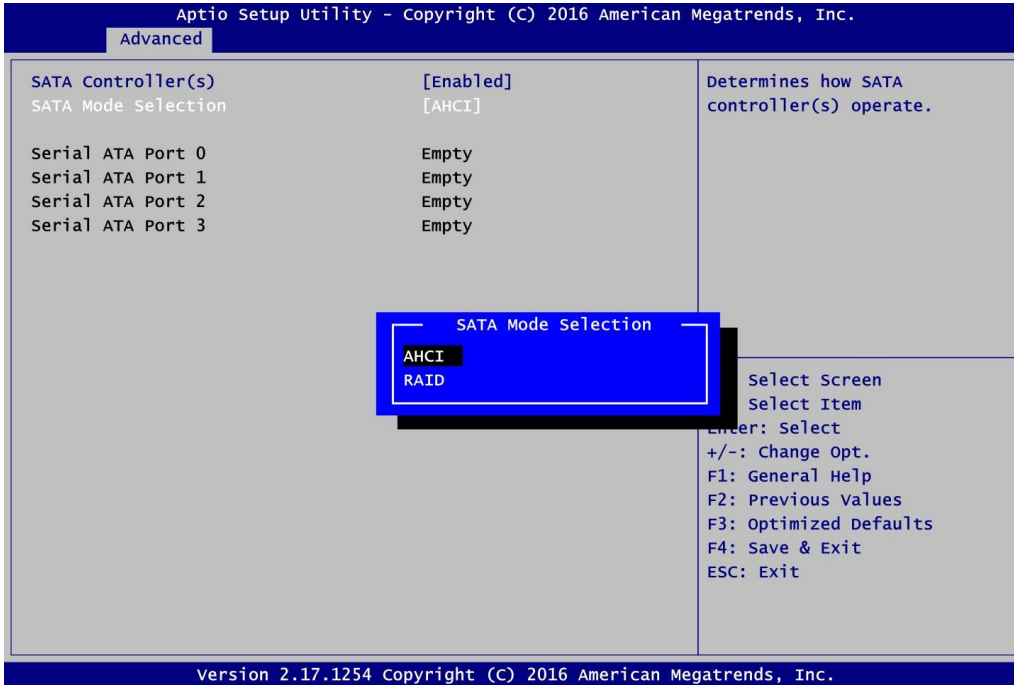 Aptio Setup Utility - Copyright (C) 2016 American Megatrends, Inc.
Advanced
SATA Controller(s) [Enabled]
SATA Mode Selection [AHCI]
Serial ATA Port 0 Empty
Serial ATA Port 1 Empty
Serial ATA Port 2 Empty
Serial ATA Port 3 Empty
Determines how SATA
controller(s) operate.
SATA Mode Selection
AHCI
RAID
Select Screen
Select Item
Enter: Select
+/-: Change Opt.
F1: General Help
F2: Previous Values
F3: Optimized Defaults
F4: Save & Exit
ESC: Exit
Version 2.17.1254 Copyright (C) 2016 American Megatrends, Inc.